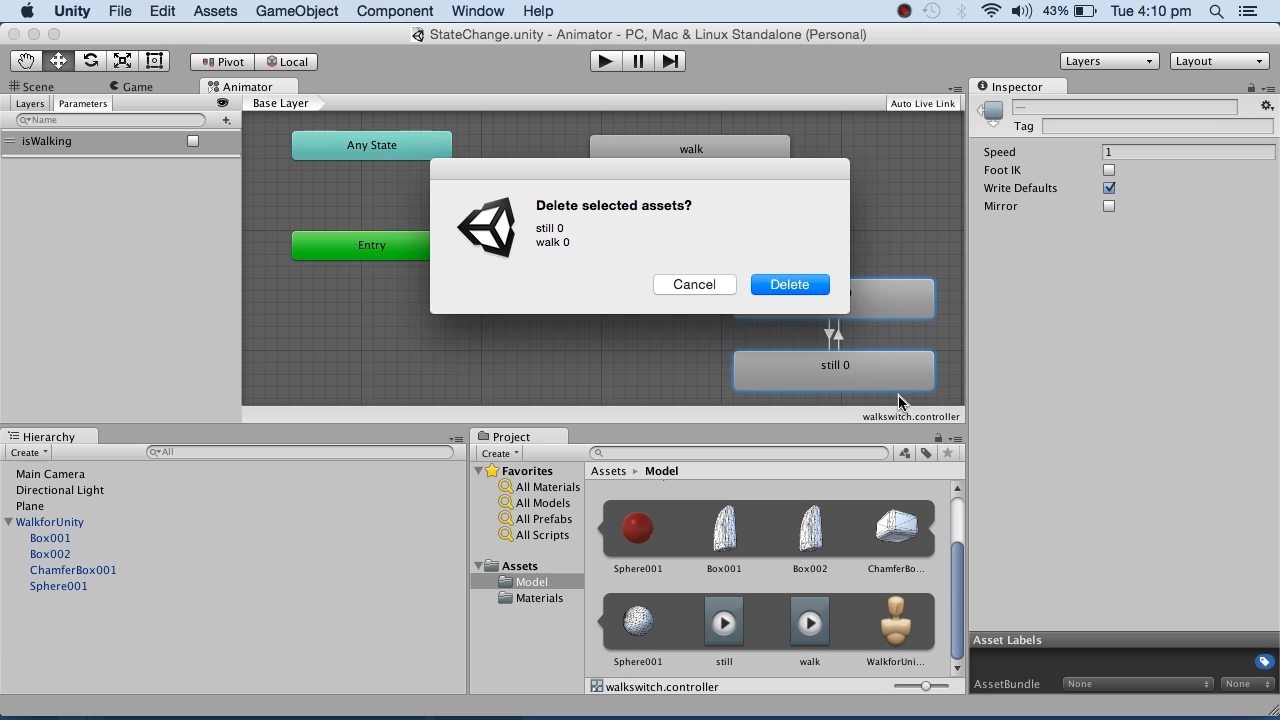 Unity File Edit Assets GameObject Component Window Help 43% Tue 4:10 pm
StateChange.unity - Animator - PC, Mac & Linux Standalone (Personal)
Pivot Local Layers Layout
Scene Game Animator Inspector
Layers Parameters Base Layer Auto Live Link
Name
isWalking
Any State
walk
Entry
Delete selected assets?
still 0
walk 0
Cancel Delete
still 0
walkswitch.controller
Tag
Speed 1
Foot IK
Write Defaults
Mirror
Hierarchy
Create All
Main Camera
Directional Light
Plane
WalkforUnity
Box001
Box002
ChamferBox001
Sphere001
Project
Create
Favorites
All Materials
All Models
All Prefabs
All Scripts
Assets
Model
Materials
Assets Model
Sphere001 Box001 Box002 ChamferBo...
Sphere001 still walk WalkforUni...
walkswitch.controller
Asset Labels
AssetBundle None None